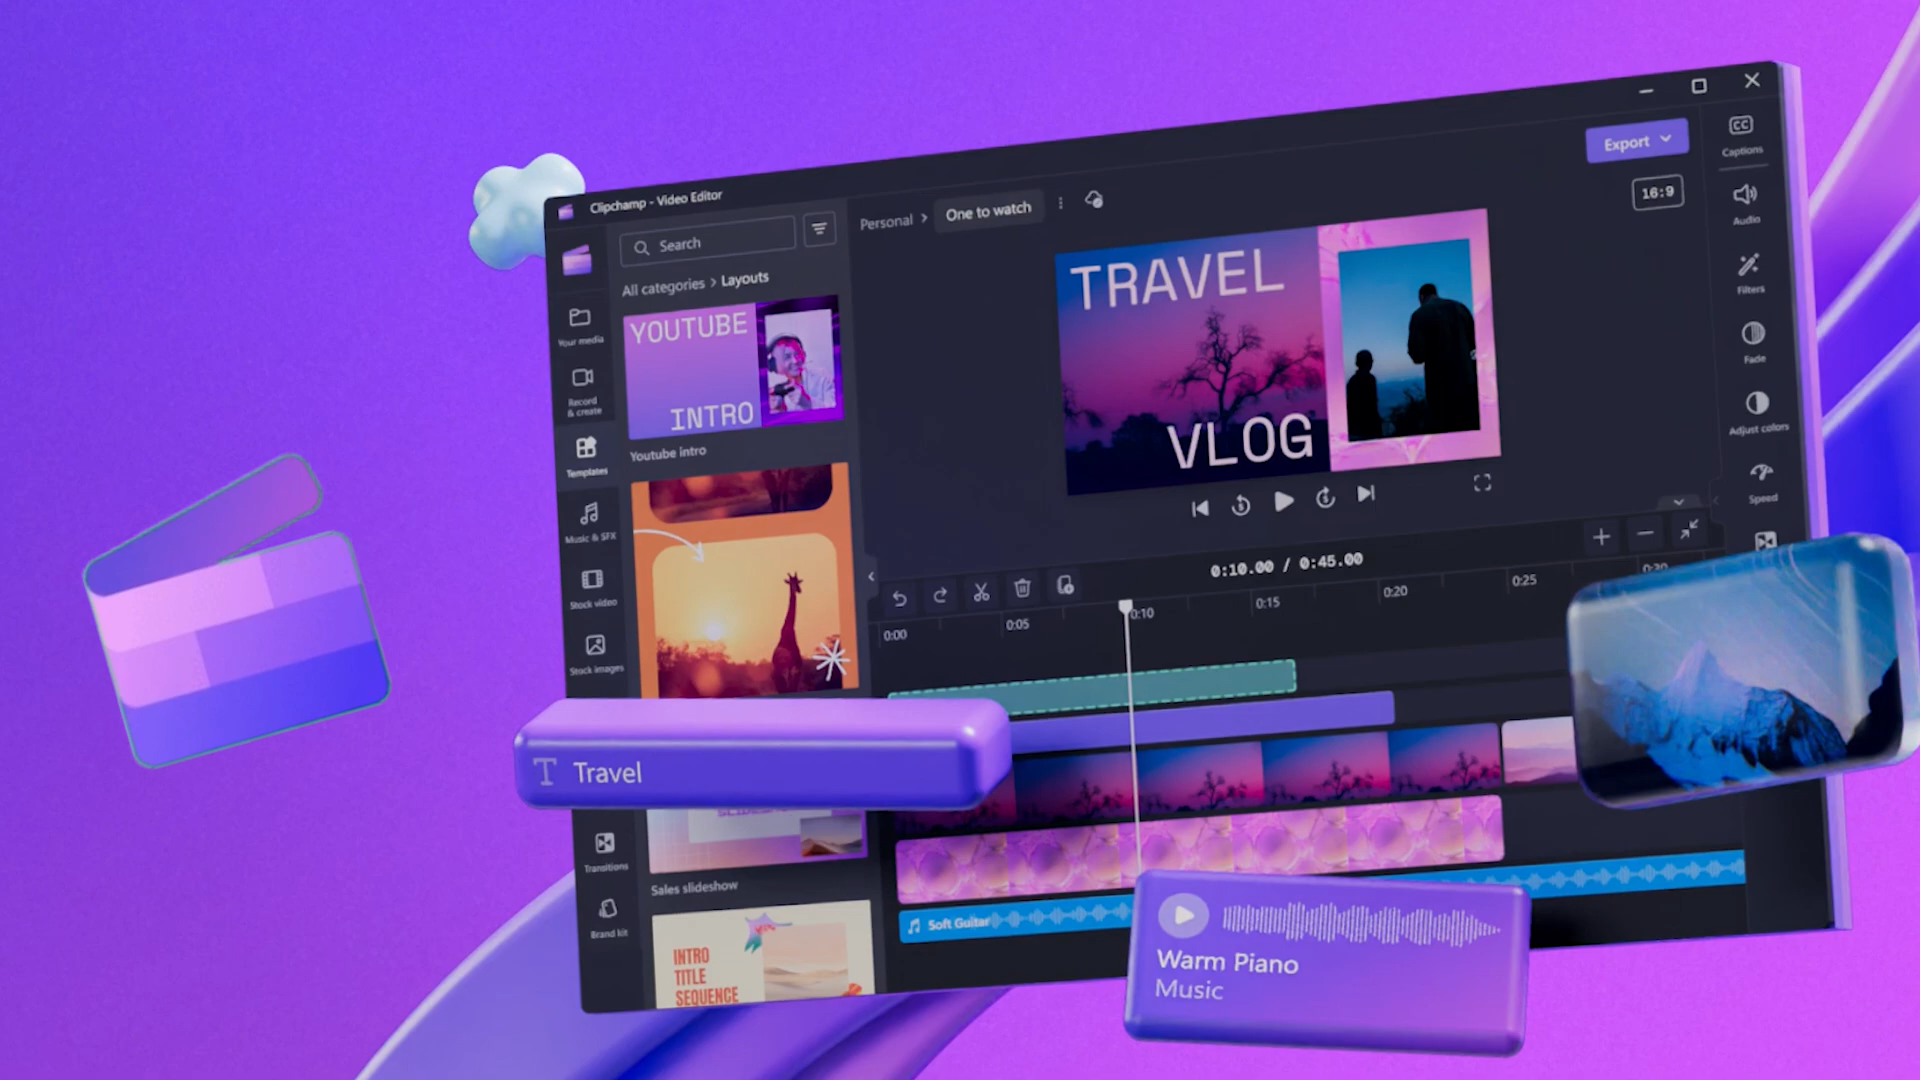 Clipchamp - Video Editor
Search
All categories > Layouts
YOUTUBE
INTRO
Youtube intro
Your media
Record
& create
Templates
Music & SFX
Stock video
Stock images
Transitions
Brand kit
Personal > One to watch
Export
16:9
TRAVEL
VLOG
CC
Captions
Audio
Filters
Fade
Adjust colors
Speed
0:10.00 / 0:45.00
0:00
0:05
0:10
0:15
0:20
0:25
T Travel
Sales slideshow
INTRO
TITLE
SEQUENCE
Soft Guitar
Warm Piano
Music